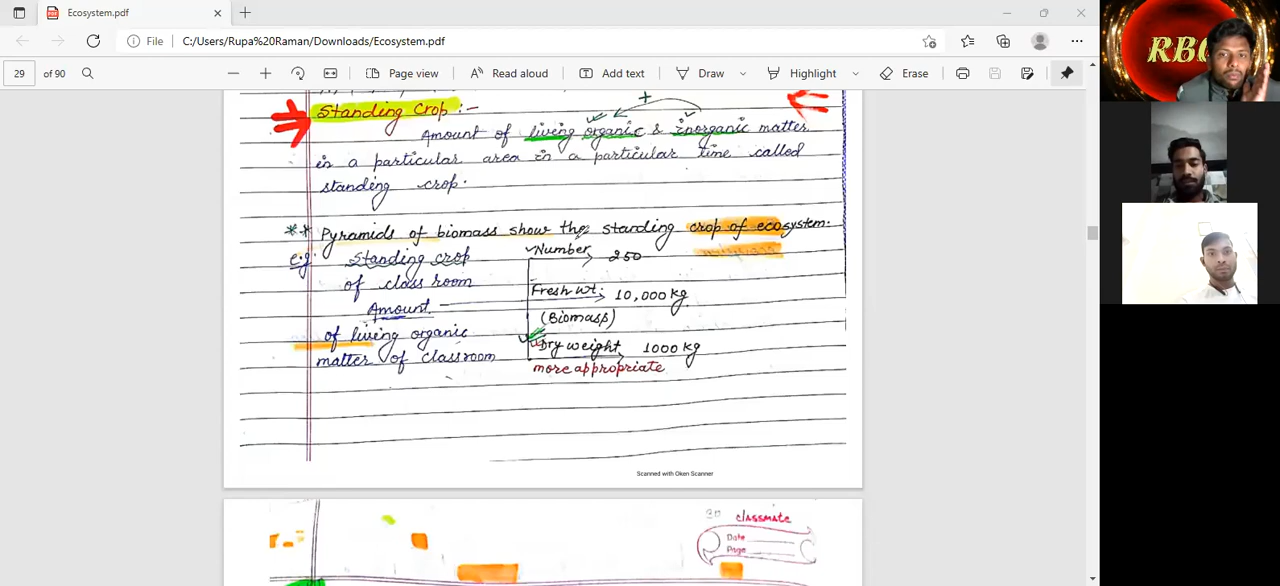 Ecosystem.pdf
File C:/Users/Rupa%20Raman/Downloads/Ecosystem.pdf
29 of 90 Page view Read aloud Add text Draw Highlight Erase
RBC
Standing Crop :-
Amount of living organic & inorganic matter
in a particular area in a particular time called
standing crop.
** Pyramids of biomass show the standing crop of ecosystem.
e.g. Standing crop
of class room
Amount
of living organic
matter of classroom
Number 250
Fresh wt. 10,000 kg
(Biomass)
Dry weight 1000 kg
more appropriate
Scanned with Oken Scanner
30 classmate
Date
Page